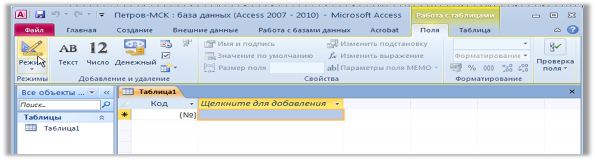 Петров-МСК : база данных (Access 2007 - 2010) - Microsoft Access
Работа с таблицами
Файл Главная Создание Внешние данные Работа с базами данных Acrobat Поля Таблица
Режим
Режимы
АВ 12
Текст Число Денежный
Добавление и удаление
Имя и подпись
Значение по умолчанию
Размер поля
Изменить подстановку
Изменить выражение
ab| Параметры поля МЕМО
Свойства
Форматирование
% 000
Форматирование
Проверка
поля
Все объекты ...
Поиск...
Таблицы
Таблица1
Таблица1
Код Щелкните для добавления
(№)